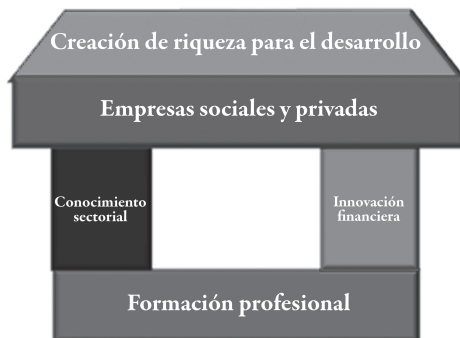 Creación de riqueza para el desarrollo
Empresas sociales y privadas
Conocimiento
sectorial
Innovación
financiera
Formación profesional